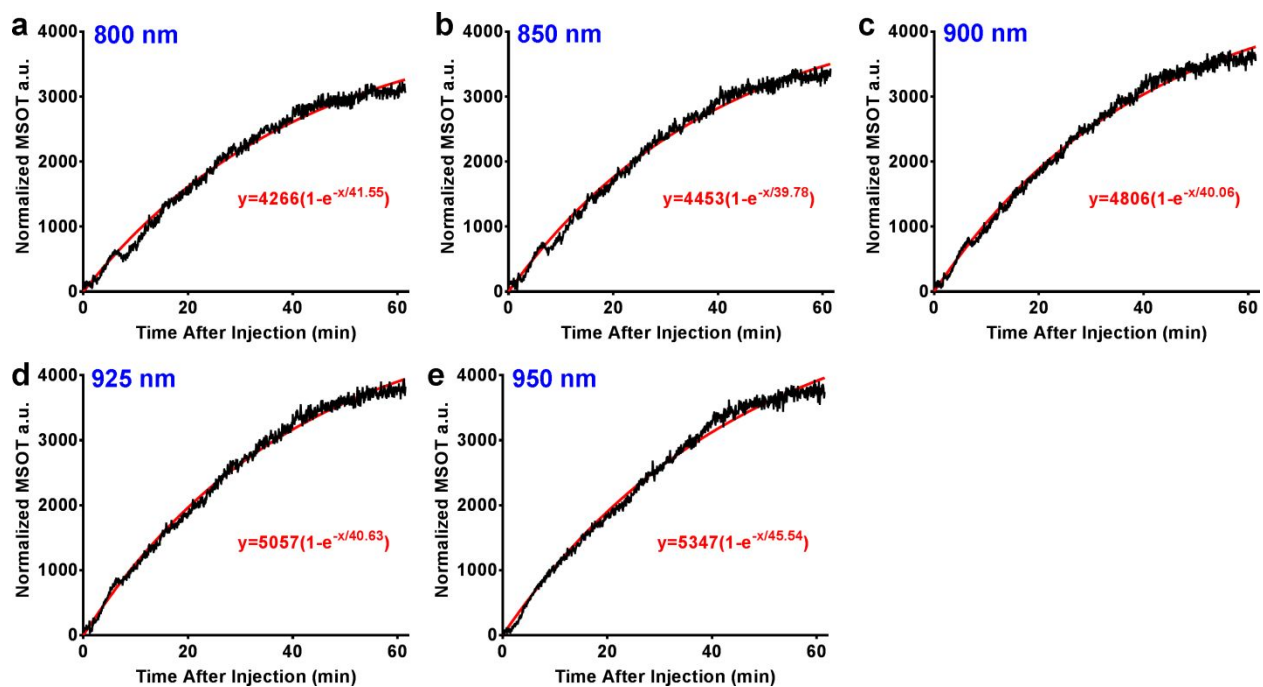 a
800 nm
Normalized MSOT a.u.
4000
3000
2000
1000
0
y=4266(1-e^-x/41.55)
0 20 40 60
Time After Injection (min)
b
850 nm
Normalized MSOT a.u.
4000
3000
2000
1000
0
y=4453(1-e^-x/39.78)
0 20 40 60
Time After Injection (min)
c
900 nm
Normalized MSOT a.u.
4000
3000
2000
1000
0
y=4806(1-e^-x/40.06)
0 20 40 60
Time After Injection (min)
d
925 nm
Normalized MSOT a.u.
4000
3000
2000
1000
0
y=5057(1-e^-x/40.63)
0 20 40 60
Time After Injection (min)
e
950 nm
Normalized MSOT a.u.
4000
3000
2000
1000
0
y=5347(1-e^-x/45.54)
0 20 40 60
Time After Injection (min)